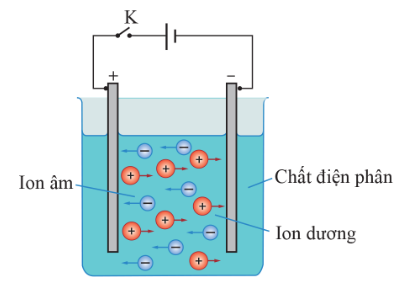 K
+
−
Ion âm
Chất điện phân
Ion dương